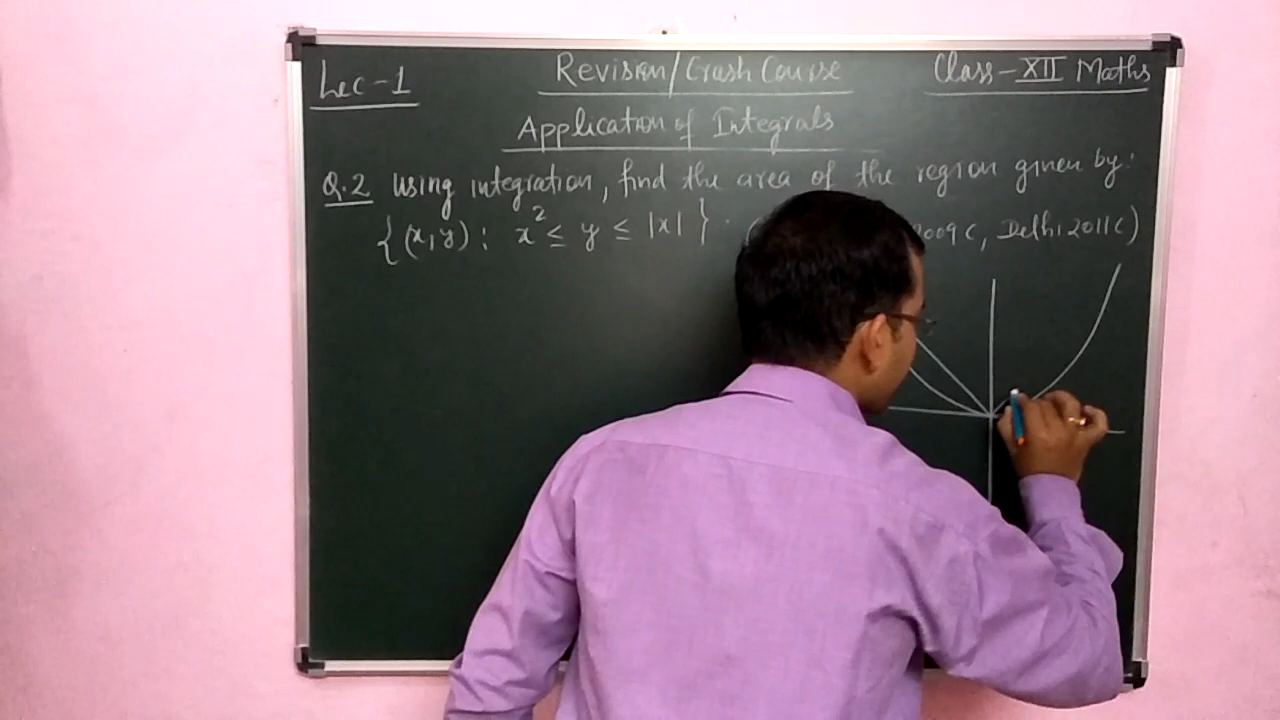 Lec-1 Revision/Crash Course Class-XII Maths
Application of Integrals
Q.2 using integration, find the area of the region given by:
{(x,y): x² ≤ y ≤ |x|}. ( 2009C, Delhi 2011C)